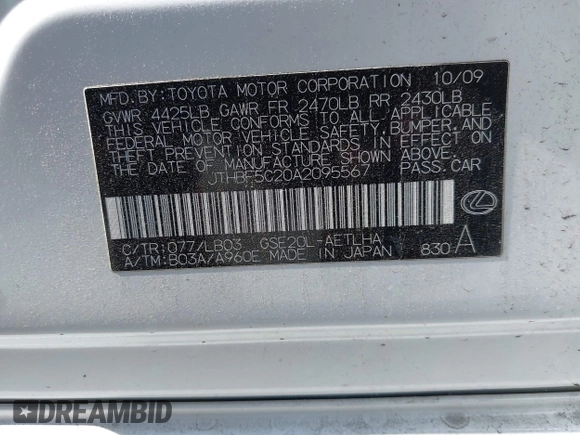 MFD.BY:TOYOTA MOTOR CORPORATION 10/09
GVWR 4425LB GAWR FR 2470LB RR 2430LB
THIS VEHICLE CONFORMS TO ALL APPLICABLE
FEDERAL MOTOR VEHICLE SAFETY, BUMPER, AND
THEFT PREVENTION STANDARDS IN EFFECT ON
THE DATE OF MANUFACTURE SHOWN ABOVE.
JTHBF5C20A2095567 PASS.CAR
C/TR:077/LB03 GSE20L-AETLHA
A/TM:B03A/A960E MADE IN JAPAN 830 A
DREAMBID